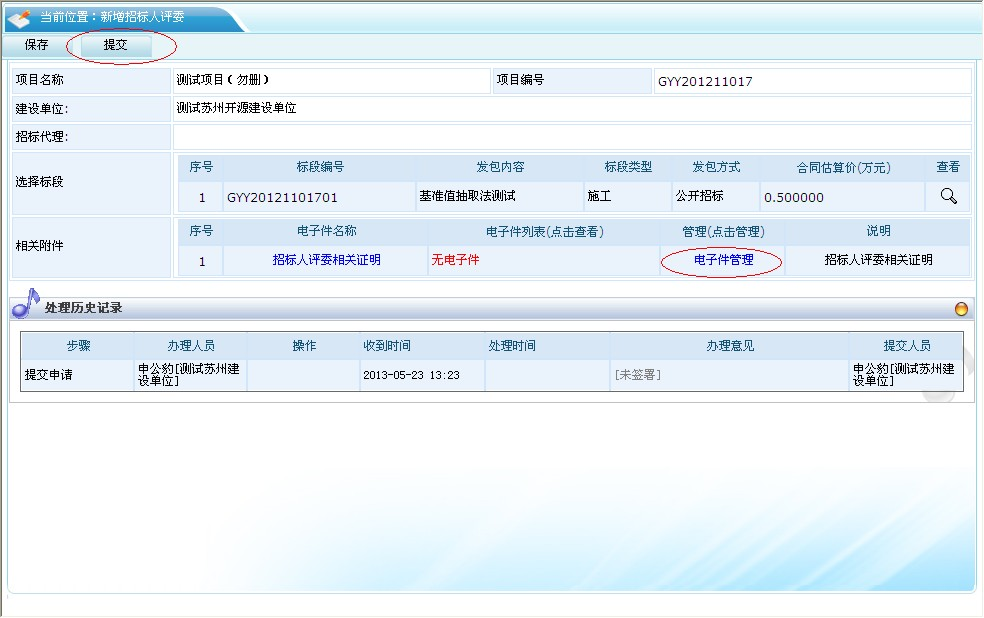 当前位置：新增招标人评委
保存 提交
项目名称 测试项目（勿删） 项目编号 GYY201211017
建设单位: 测试苏州开源建设单位
招标代理:
选择标段
序号 标段编号 发包内容 标段类型 发包方式 合同估算价(万元) 查看
1 GYY20121101701 基准值抽取法测试 施工 公开招标 0.500000
相关附件
序号 电子件名称 电子件列表(点击查看) 管理(点击管理) 说明
1 招标人评委相关证明 无电子件 电子件管理 招标人评委相关证明
处理历史记录
步骤 办理人员 操作 收到时间 处理时间 办理意见 提交人员
提交申请 申公豹[测试苏州建设单位] 2013-05-23 13:23 [未签署] 申公豹[测试苏州建设单位]